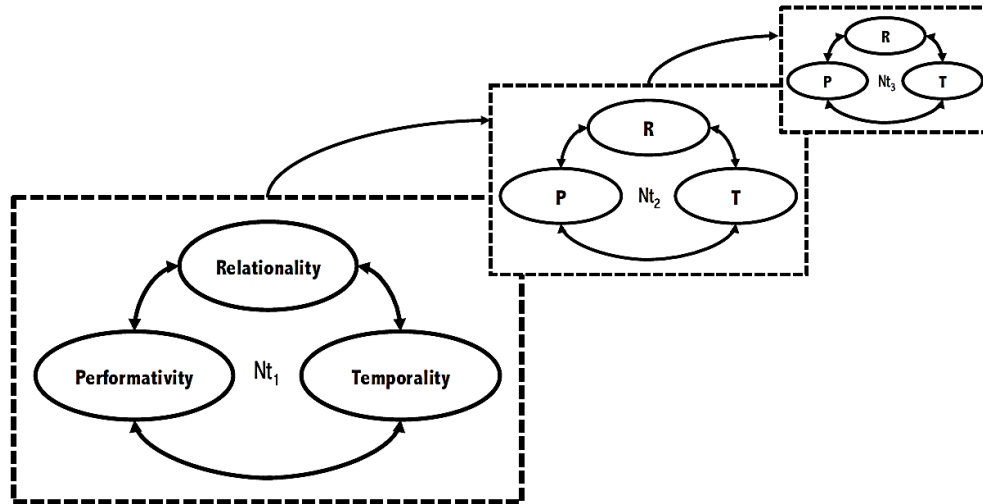 R
P
Nt₃
T
R
P
Nt₂
T
Relationality
Performativity
Nt₁
Temporality